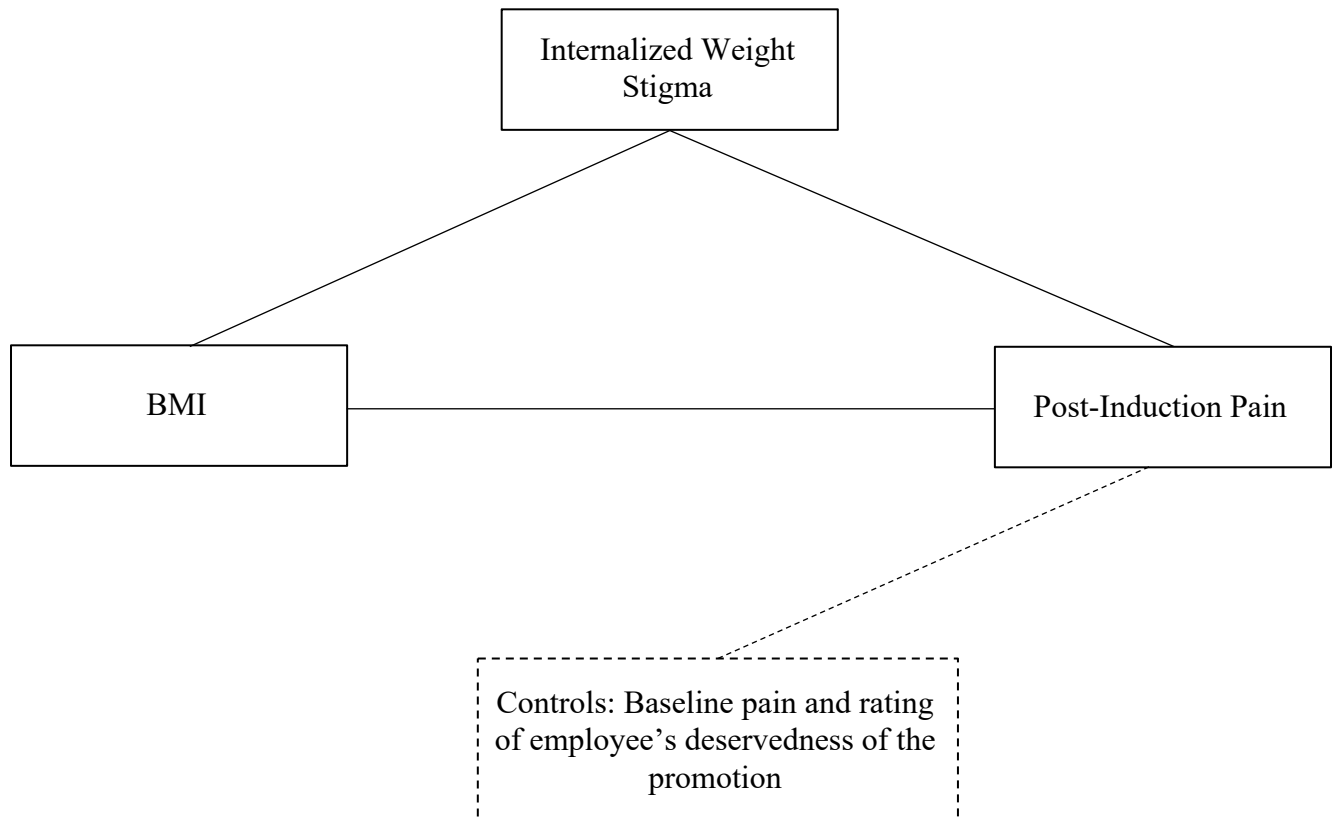 Internalized Weight
Stigma
BMI
Post-Induction Pain
Controls: Baseline pain and rating
of employee’s deservedness of the
promotion